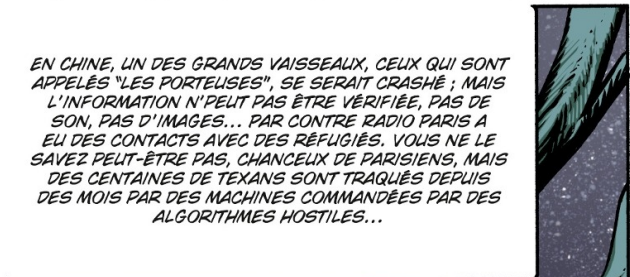 EN CHINE, UN DES GRANDS VAISSEAUX, CEUX QUI SONT
APPELÉS "LES PORTEUSES", SE SERAIT CRASHÉ ; MAIS
L'INFORMATION N'PEUT PAS ÊTRE VÉRIFIÉE, PAS DE
SON, PAS D'IMAGES... PAR CONTRE RADIO PARIS A
EU DES CONTACTS AVEC DES RÉFUGIÉS. VOUS NE LE
SAVEZ PEUT-ÊTRE PAS, CHANCEUX DE PARISIENS, MAIS
DES CENTAINES DE TEXANS SONT TRAQUÉS DEPUIS
DES MOIS PAR DES MACHINES COMMANDÉES PAR DES
ALGORITHMES HOSTILES...